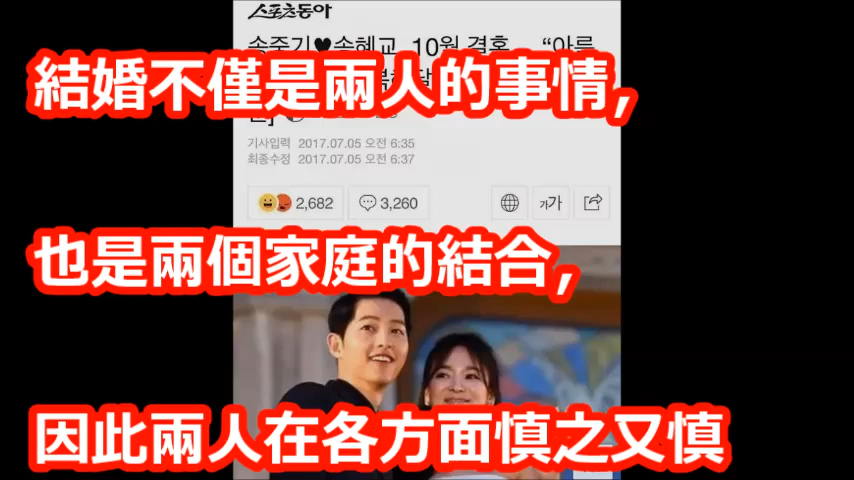 스포츠동아
송중기♥송혜교, 10월 결혼
結婚不僅是兩人的事情,
기사입력 2017.07.05 오전 6:35
최종수정 2017.07.05 오전 6:37
2,682
3,260
가가
也是兩個家庭的結合,
因此兩人在各方面慎之又慎